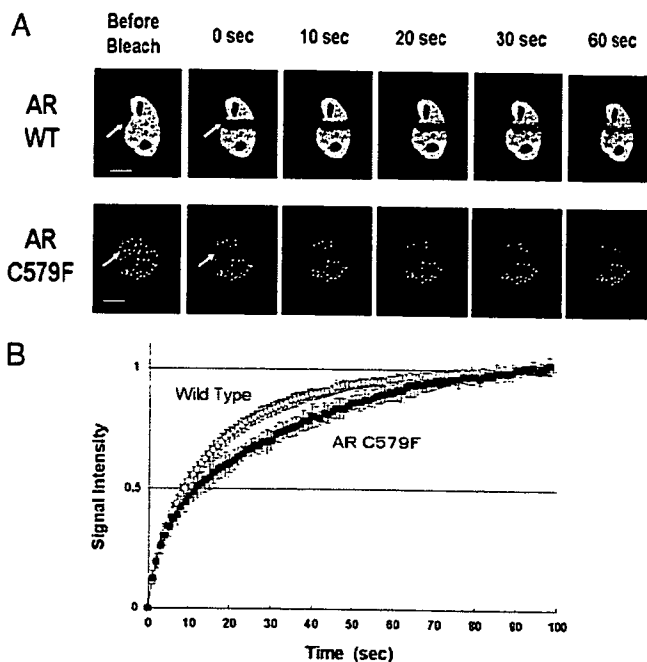 A
Before Bleach 0 sec 10 sec 20 sec 30 sec 60 sec
AR WT
AR C579F
B
Signal Intensity
1
0.5
0
Wild Type
AR C579F
0 10 20 30 40 50 60 70 80 90 100
Time (sec)